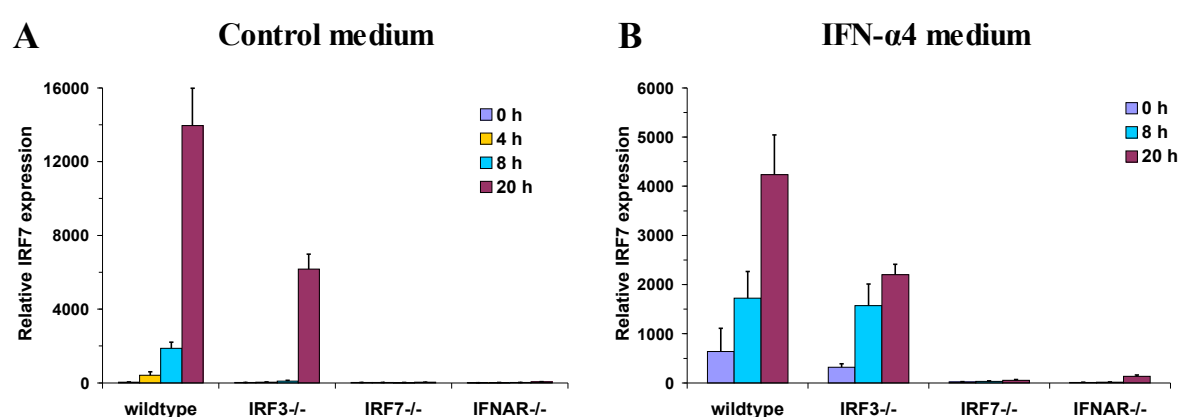 A
Control medium
Relative IRF7 expression
16000
12000
8000
4000
0
0 h
4 h
8 h
20 h
wildtype
IRF3-/-
IRF7-/-
IFNAR-/-
B
IFN-α4 medium
Relative IRF7 expression
6000
5000
4000
3000
2000
1000
0
0 h
8 h
20 h
wildtype
IRF3-/-
IRF7-/-
IFNAR-/-